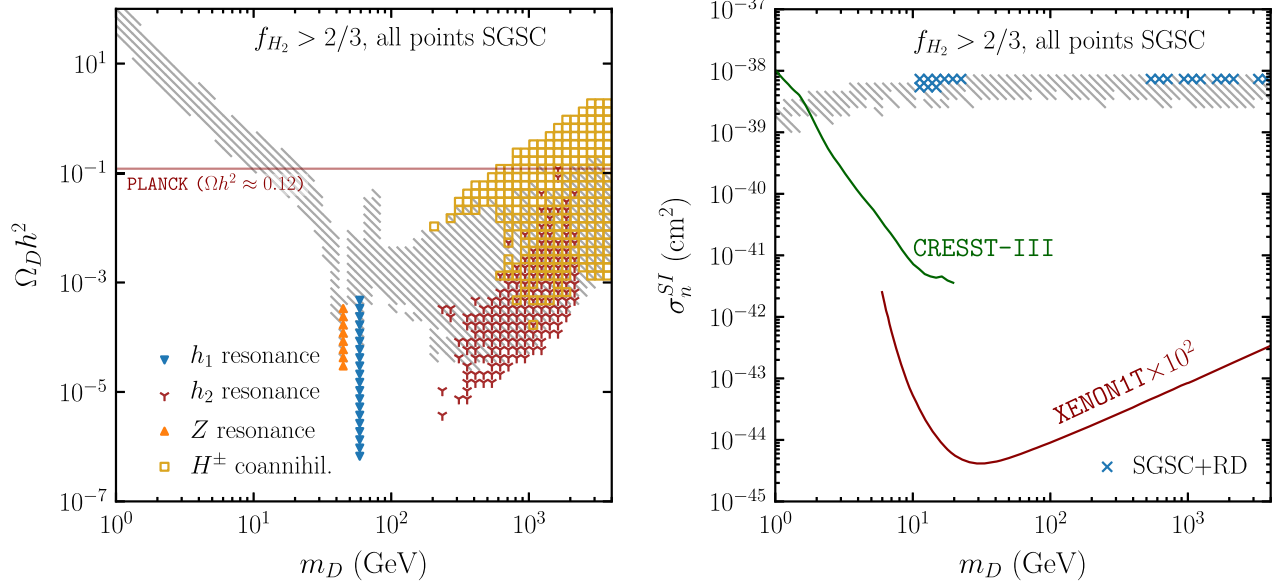 f_{H_2} > 2/3, all points SGSC
10^1
10^{-1}
10^{-3}
10^{-5}
10^{-7}
Ω_D h^2
PLANCK (Ωh^2 ≈ 0.12)
h_1 resonance
h_2 resonance
Z resonance
H^± coannihil.
10^0 10^1 10^2 10^3
m_D (GeV)
f_{H_2} > 2/3, all points SGSC
10^{-37}
10^{-38}
10^{-39}
10^{-40}
10^{-41}
10^{-42}
10^{-43}
10^{-44}
10^{-45}
σ_n^{SI} (cm^2)
CRESST-III
XENON1T×10^2
SGSC+RD
10^0 10^1 10^2 10^3
m_D (GeV)